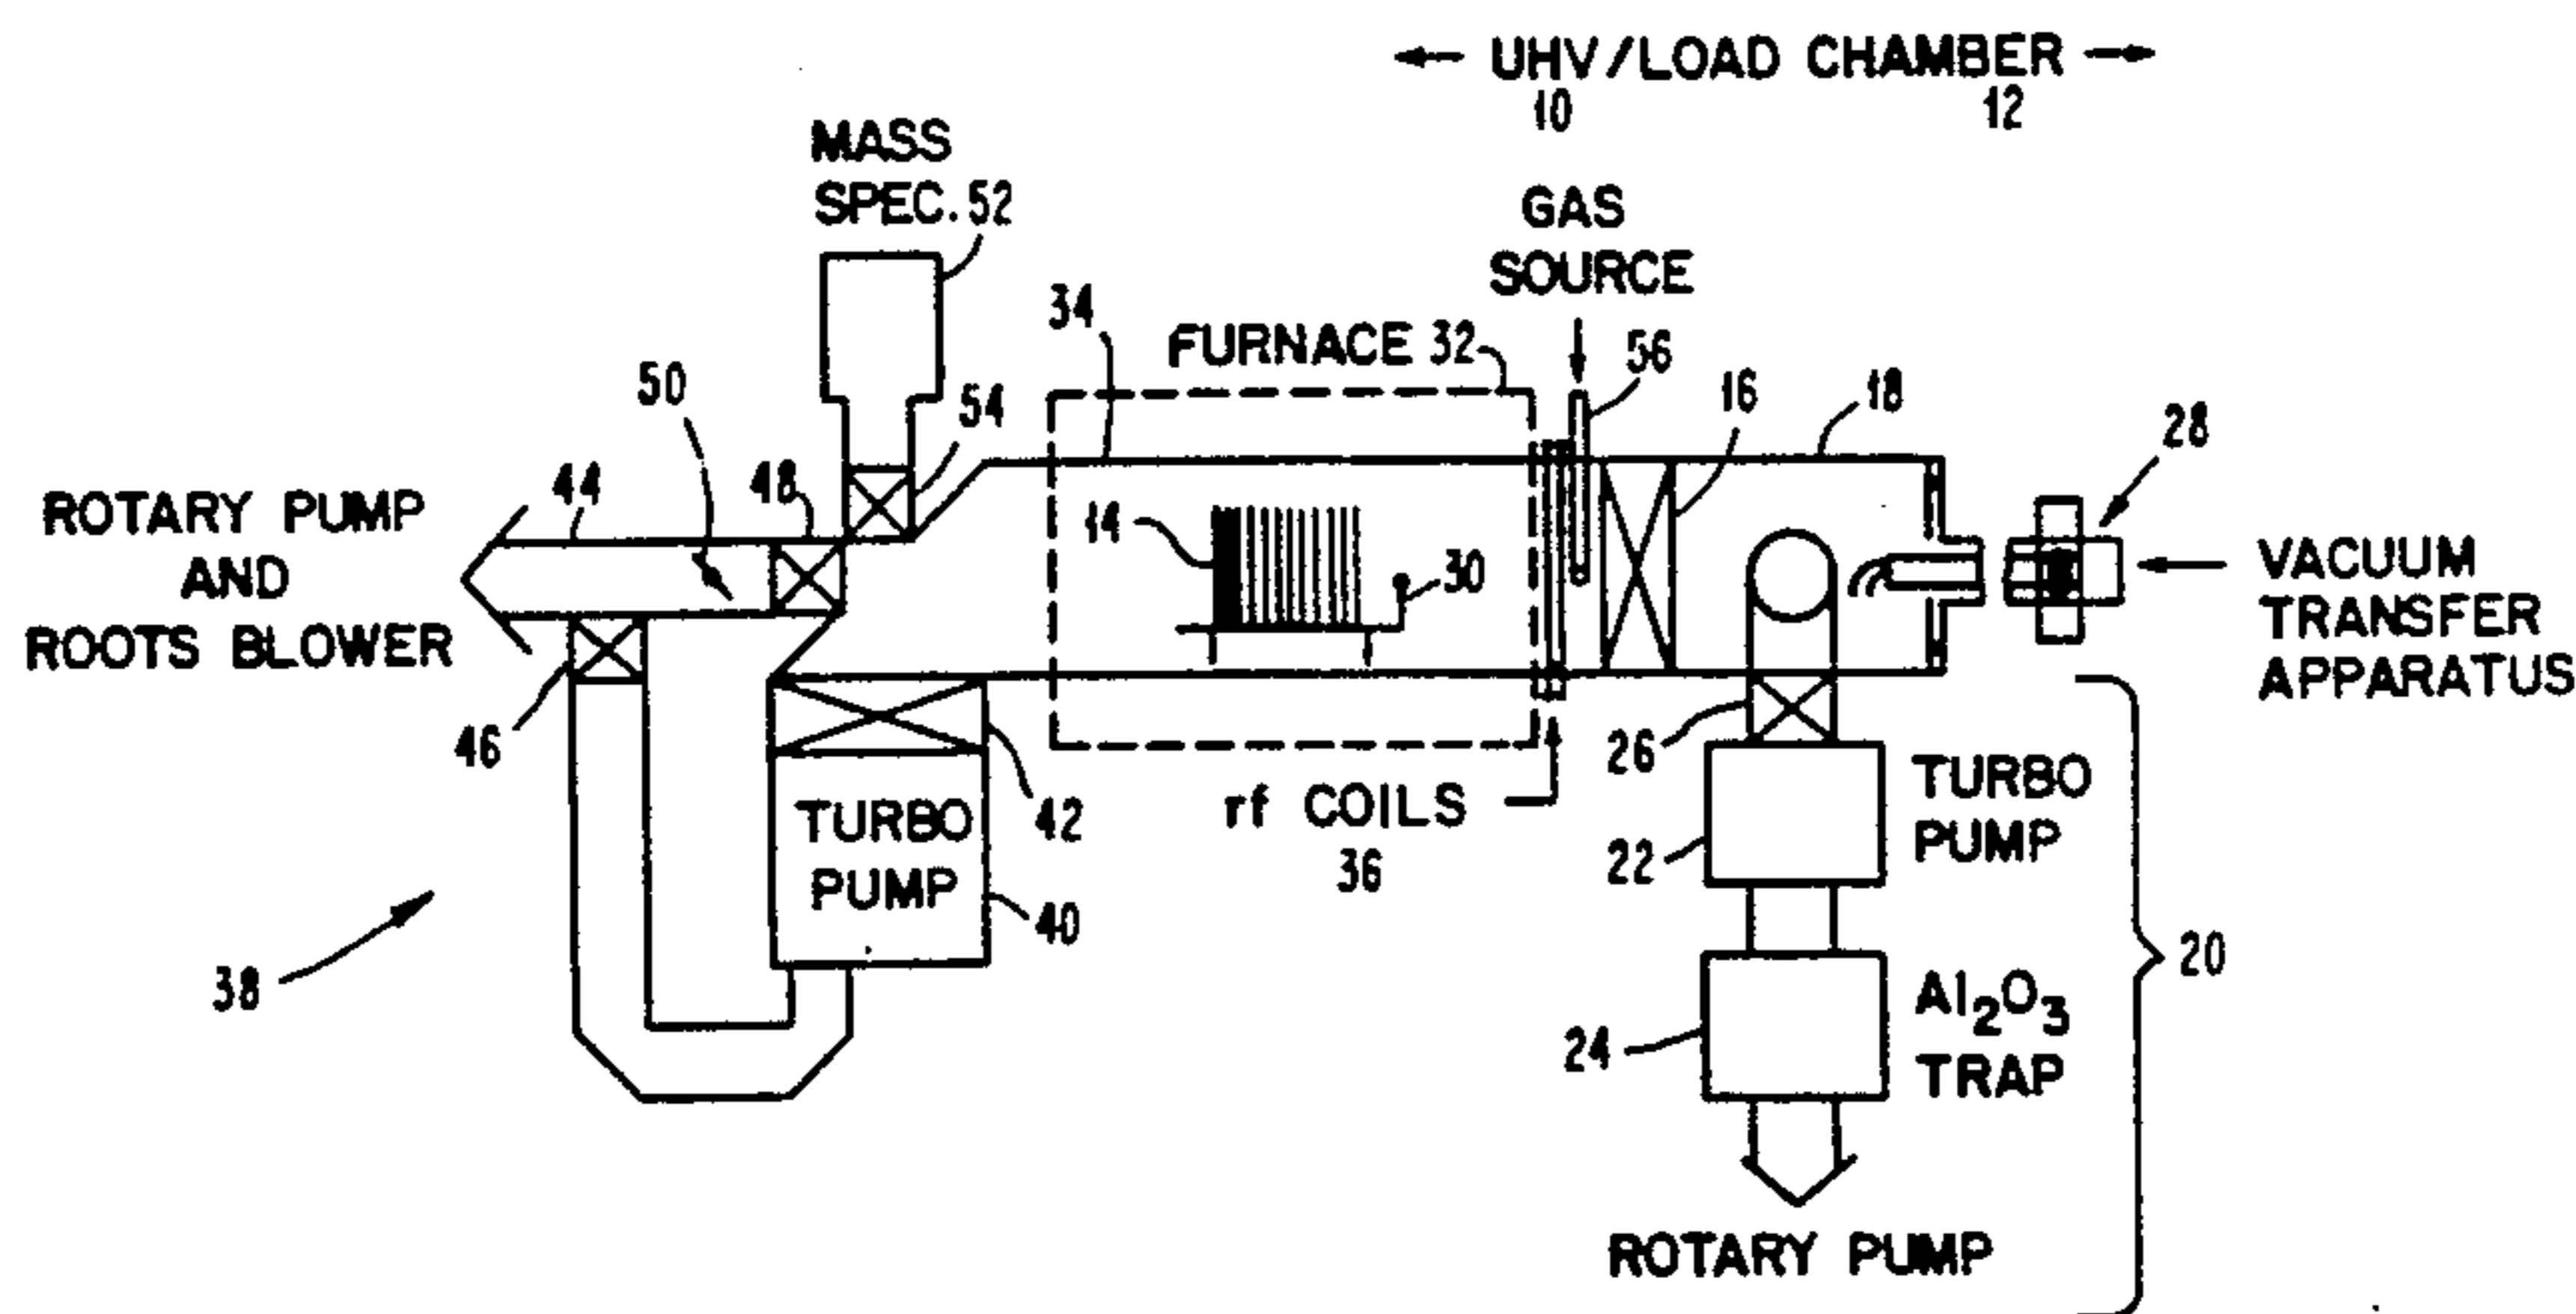 ← UHV/LOAD CHAMBER →
10 12
MASS
SPEC. 52
GAS
SOURCE
34
FURNACE 32
56
16
18
28
50
54
44
48
14
30
ROTARY PUMP
AND
ROOTS BLOWER
VACUUM
TRANSFER
APPARATUS
46
26
TURBO
PUMP
42
rf COILS
36
TURBO
PUMP
22
40
38
20
Al2O3
TRAP
24
ROTARY PUMP